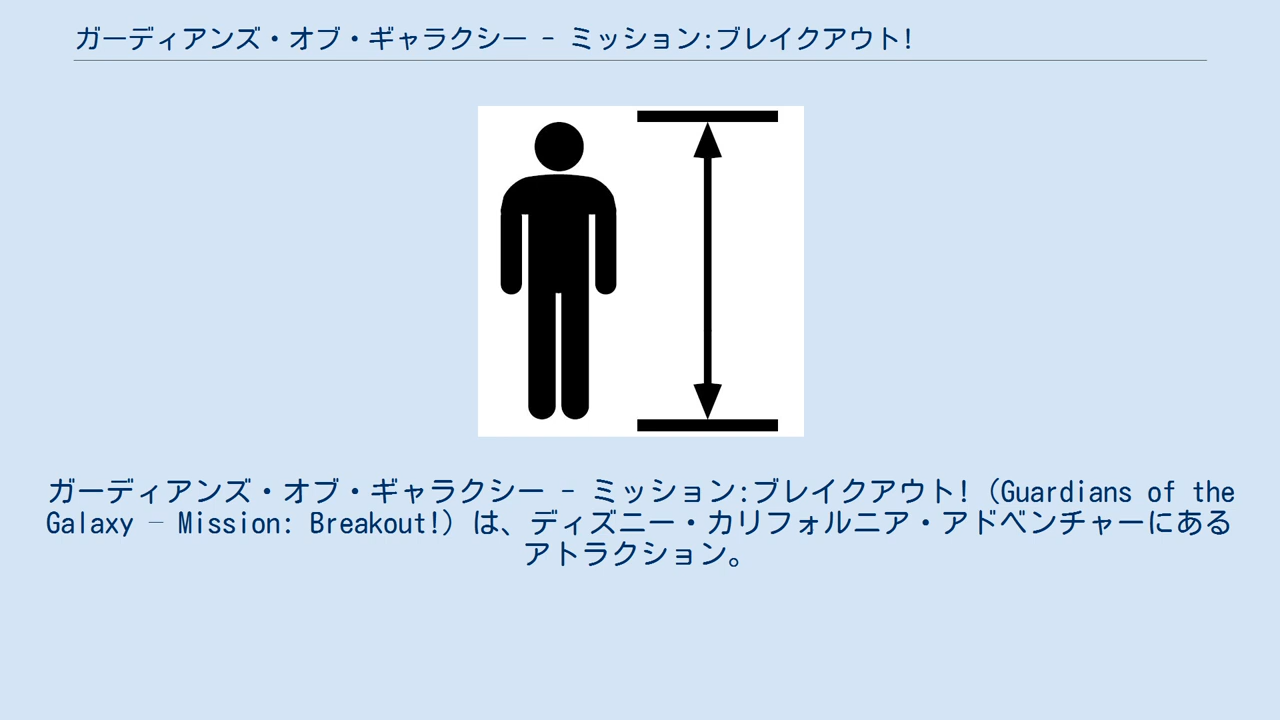 ガーディアンズ・オブ・ギャラクシー - ミッション:ブレイクアウト!
ガーディアンズ・オブ・ギャラクシー - ミッション:ブレイクアウト!（Guardians of the
Galaxy – Mission: Breakout!）は、ディズニー・カリフォルニア・アドベンチャーにある
アトラクション。